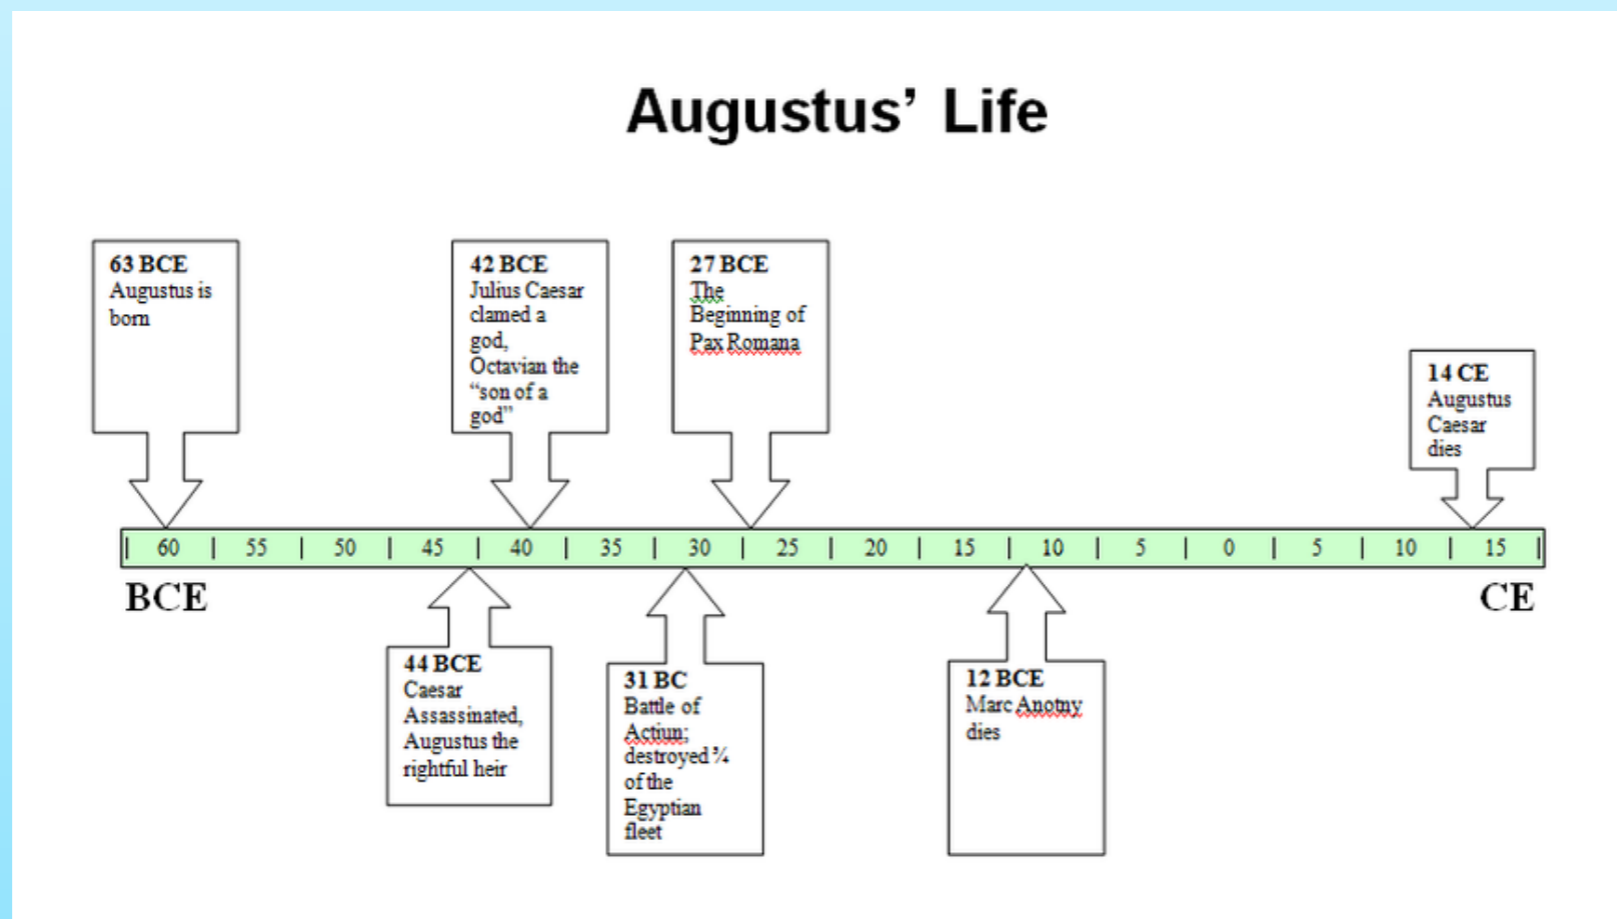 Augustus’ Life
63 BCE
Augustus is
born
42 BCE
Julius Caesar
clamed a
god,
Octavian the
“son of a
god”
27 BCE
The
Beginning of
Pax Romana
14 CE
Augustus
Caesar
dies
| 60 | 55 | 50 | 45 | 40 | 35 | 30 | 25 | 20 | 15 | 10 | 5 | 0 | 5 | 10 | 15 |
BCE
CE
44 BCE
Caesar
Assassinated,
Augustus the
rightful heir
31 BC
Battle of
Actiun;
destroyed ¾
of the
Egyptian
fleet
12 BCE
Marc Anotny
dies